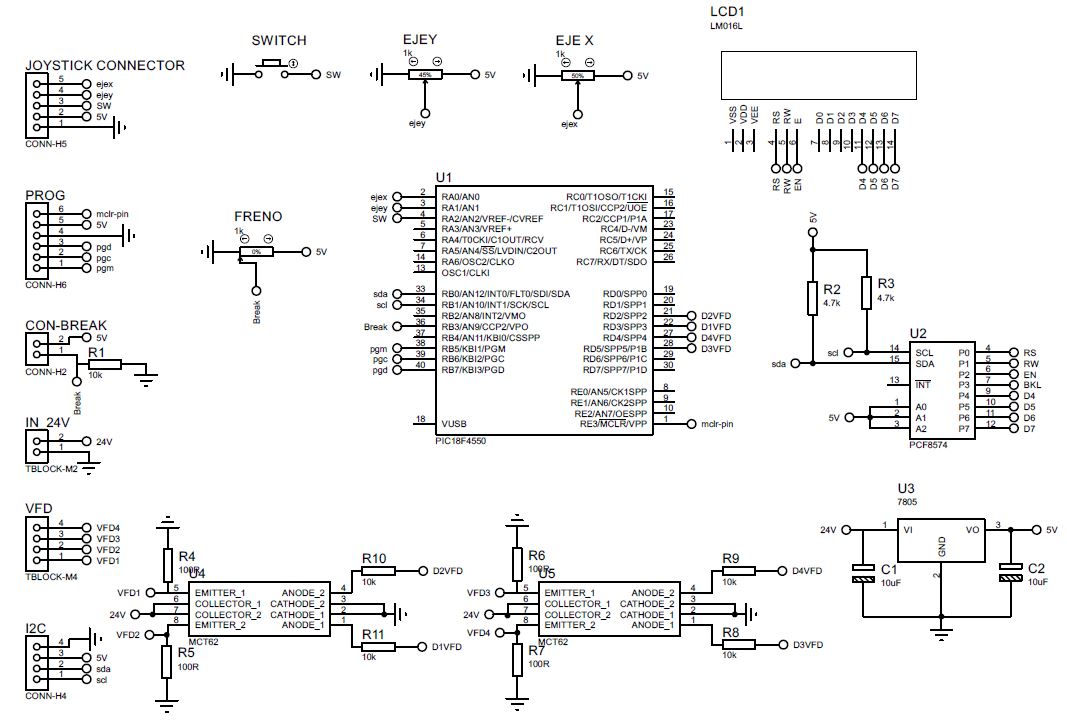 LCD1
LM016L
VSS VDD VEE RS RW E D0 D1 D2 D3 D4 D5 D6 D7
1 2 3 4 5 6 7 8 9 10 11 12 13 14
RS RW EN D4 D5 D6 D7
SWITCH
SW
EJEY
1k
45%
5V
ejey
EJE X
1k
50%
5V
ejex
JOYSTICK CONNECTOR
5 ejex
4 ejey
3 SW
2 5V
1
CONN-H5
PROG
6 mclr-pin
5 5V
4
3 pgd
2 pgc
1 pgm
CONN-H6
FRENO
1k
0%
5V
Break
CON-BREAK
2 5V
1
CONN-H2
R1
10k
Break
IN 24V
2 24V
1
TBLOCK-M2
U1
ejex 2 RA0/AN0
ejey 3 RA1/AN1
SW 4 RA2/AN2/VREF-/CVREF
5 RA3/AN3/VREF+
6 RA4/T0CKI/C1OUT/RCV
7 RA5/AN4/SS/LVDIN/C2OUT
14 RA6/OSC2/CLKO
13 OSC1/CLKI
sda 33 RB0/AN12/INT0/FLT0/SDI/SDA
scl 34 RB1/AN10/INT1/SCK/SCL
35 RB2/AN8/INT2/VMO
Break 36 RB3/AN9/CCP2/VPO
37 RB4/AN11/KBI0/CSSPP
pgm 38 RB5/KBI1/PGM
pgc 39 RB6/KBI2/PGC
pgd 40 RB7/KBI3/PGD
18 VUSB
RC0/T1OSO/T1CKI 15
RC1/T1OSI/CCP2/UOE 16
RC2/CCP1/P1A 17
RC4/D-/VM 23
RC5/D+/VP 24
RC6/TX/CK 25
RC7/RX/DT/SDO 26
RD0/SPP0 19
RD1/SPP1 20
RD2/SPP2 21 D2VFD
RD3/SPP3 22 D1VFD
RD4/SPP4 27 D4VFD
RD5/SPP5/P1B 28 D3VFD
RD6/SPP6/P1C 29
RD7/SPP7/P1D 30
RE0/AN5/CK1SPP 8
RE1/AN6/CK2SPP 9
RE2/AN7/OESPP 10
RE3/MCLR/VPP 1 mclr-pin
PIC18F4550
5V
R2
4.7k
R3
4.7k
U2
scl 14 SCL
sda 15 SDA
13 INT
5V
1 A0
2 A1
3 A2
P0 4 RS
P1 5 RW
P2 6 EN
P3 7 BKL
P4 9 D4
P5 10 D5
P6 11 D6
P7 12 D7
PCF8574
U3
7805
24V 1 VI VO 3 5V
GND
2
C1
10uF
C2
10uF
VFD
4 VFD4
3 VFD3
2 VFD2
1 VFD1
TBLOCK-M4
I2C
4
3 5V
2 sda
1 scl
CONN-H4
R4
100R
U4
VFD1 5 EMITTER_1
6 COLLECTOR_1
24V 7 COLLECTOR_2
VFD2 8 EMITTER_2
ANODE_2 4
CATHODE_2 3
CATHODE_1 2
ANODE_1 1
MCT62
R5
100R
R10
10k
D2VFD
R11
10k
D1VFD
R6
100R
U5
VFD3 5 EMITTER_1
6 COLLECTOR_1
24V 7 COLLECTOR_2
VFD4 8 EMITTER_2
ANODE_2 4
CATHODE_2 3
CATHODE_1 2
ANODE_1 1
MCT62
R7
100R
R9
10k
D4VFD
R8
10k
D3VFD